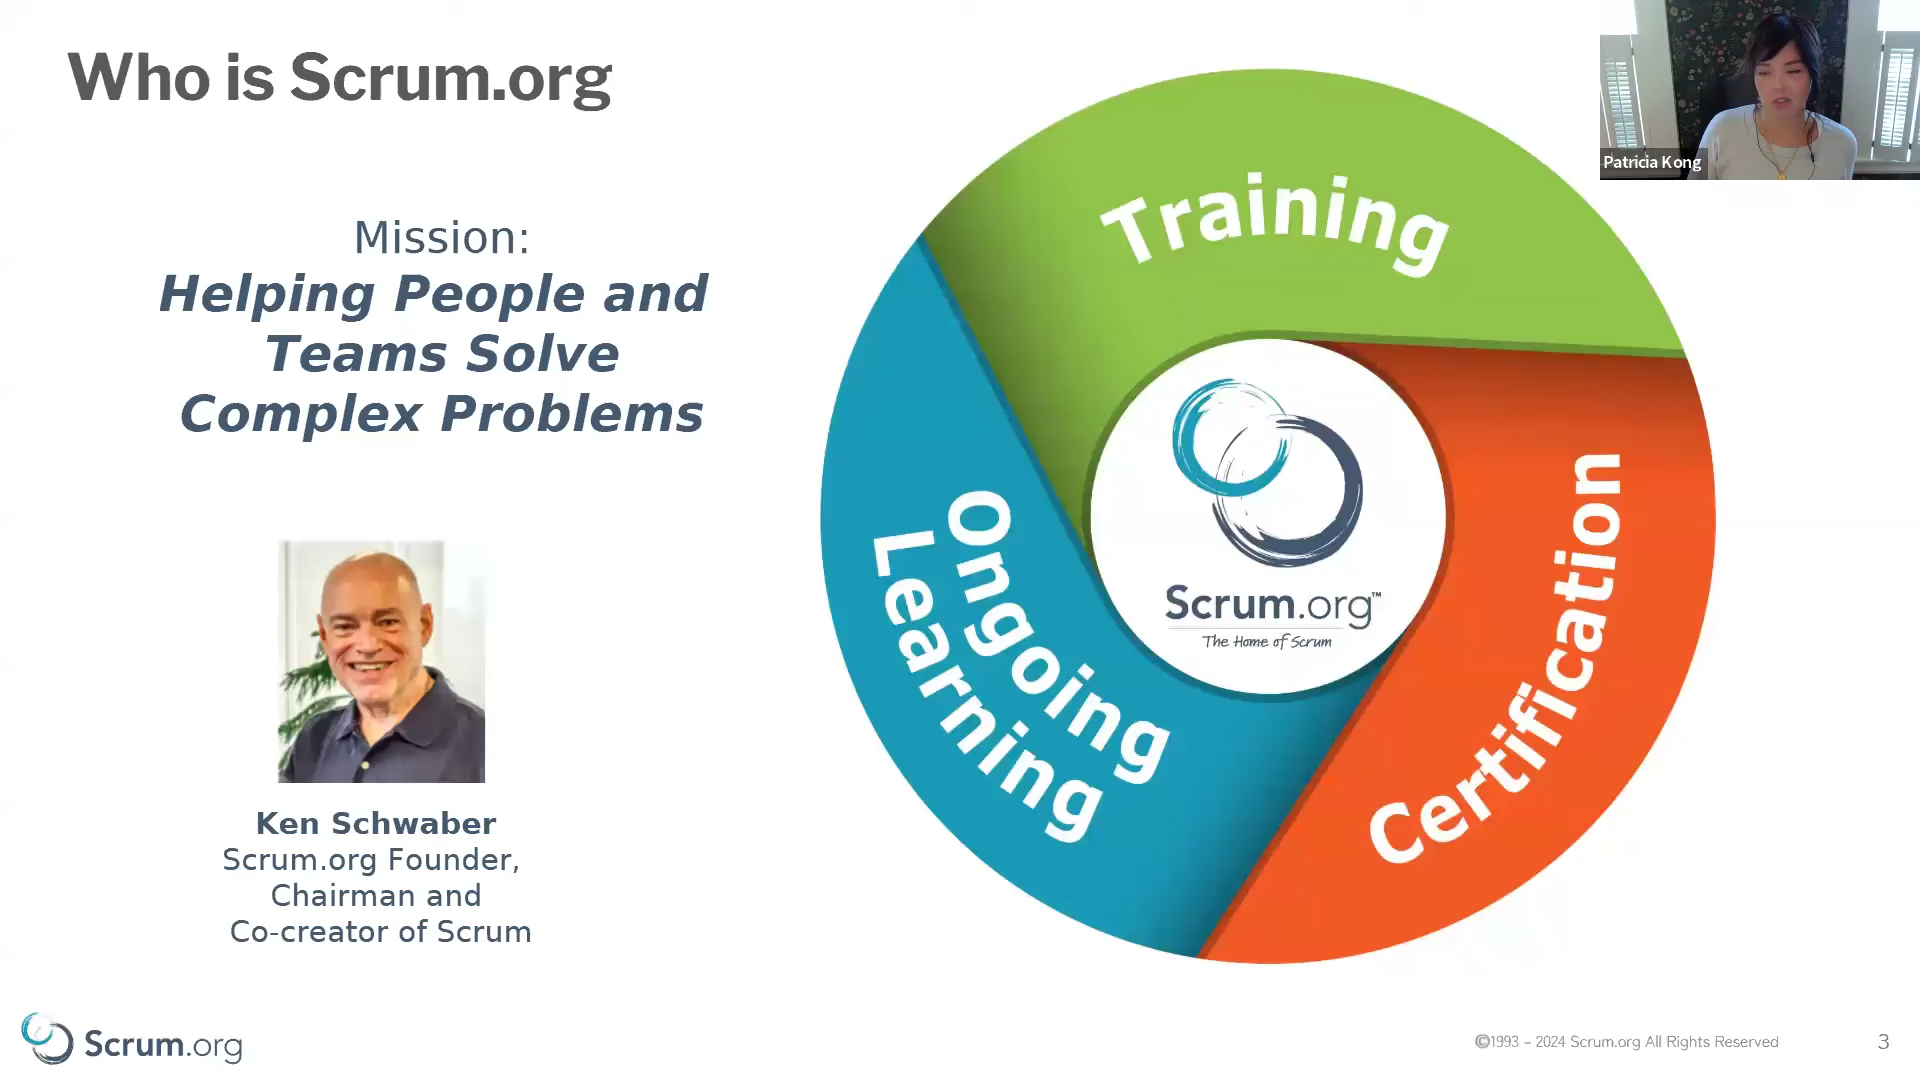 Who is Scrum.org
Mission:
Helping People and
Teams Solve
Complex Problems
Ken Schwaber
Scrum.org Founder,
Chairman and
Co-creator of Scrum
Training
Certification
Ongoing
Learning
Scrum.org™
The Home of Scrum
Patricia Kong
Scrum.org
©1993 – 2024 Scrum.org All Rights Reserved
3